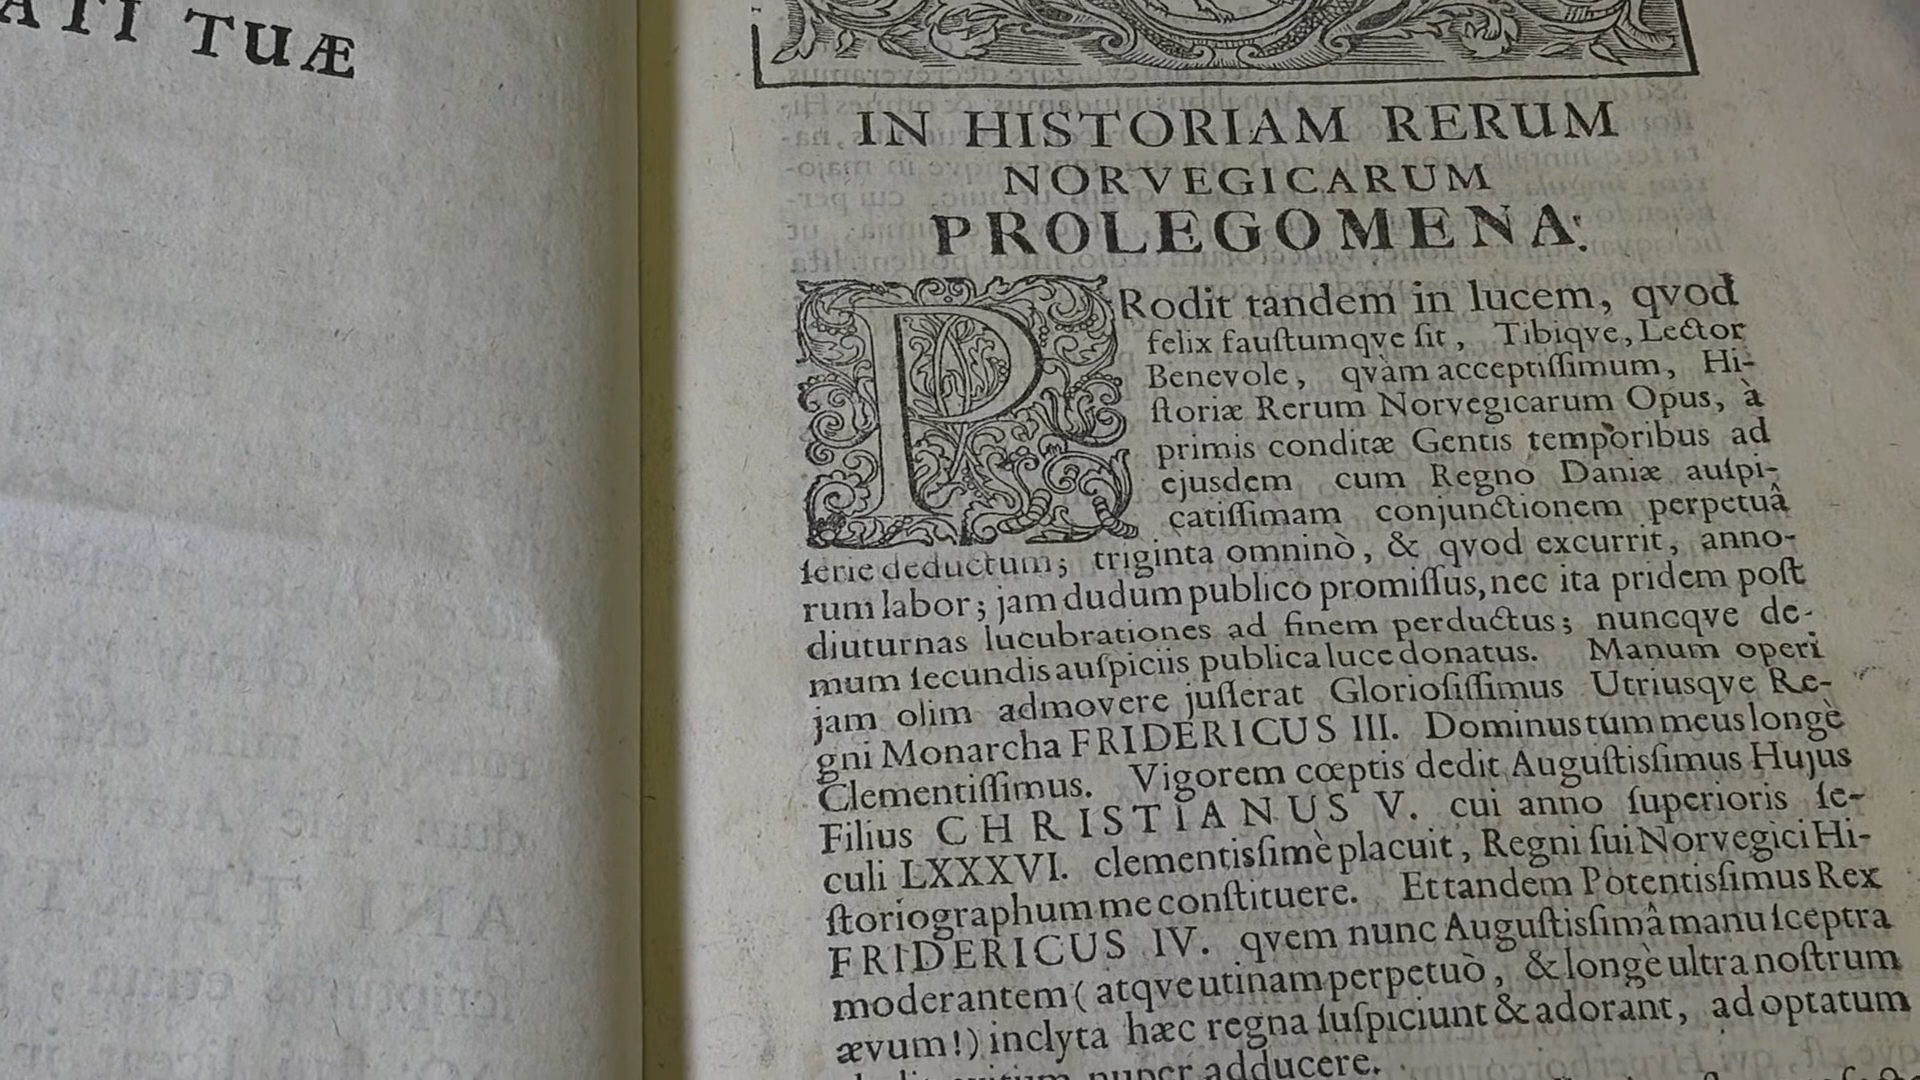 ATI TUÆ
IN HISTORIAM RERUM
NORVEGICARUM
PROLEGOMENA:
PRodit tandem in lucem, qvod
felix fauſtumqve ſit, Tibiqve, Lector
Benevole, qvàm acceptiſſimum, Hi-
ſtoriæ Rerum Norvegicarum Opus, à
primis conditæ Gentis temporibus ad
ejusdem cum Regno Daniæ auſpi-
catiſſimam conjunctionem perpetuâ
ſerie deductum; triginta omninò, & qvod excurrit, anno-
rum labor; jam dudum publico promiſſus, nec ita pridem poſt
diuturnas lucubrationes ad finem perductus; nuncqve de-
mum ſecundis auſpiciis publica luce donatus. Manum operi
jam olim admovere juſſerat Glorioſiſſimus Utriusqve Re-
gni Monarcha FRIDERICUS III. Dominus tum meus longè
Clementiſſimus. Vigorem cœptis dedit Auguſtisſimus Hujus
Filius CHRISTIANUS V. cui anno ſuperioris ſe-
culi LXXXVI. clementisſimè placuit, Regni ſui Norvegici Hi-
ſtoriographum me conſtituere. Et tandem Potentisſimus Rex
FRIDERICUS IV. qvem nunc Auguſtisſimâ manu ſceptra
moderantem (atqve utinam perpetuò, & longè ultra noſtrum
ævum!) inclyta hæc regna ſuſpiciunt & adorant, ad optatum
nuper adducere.